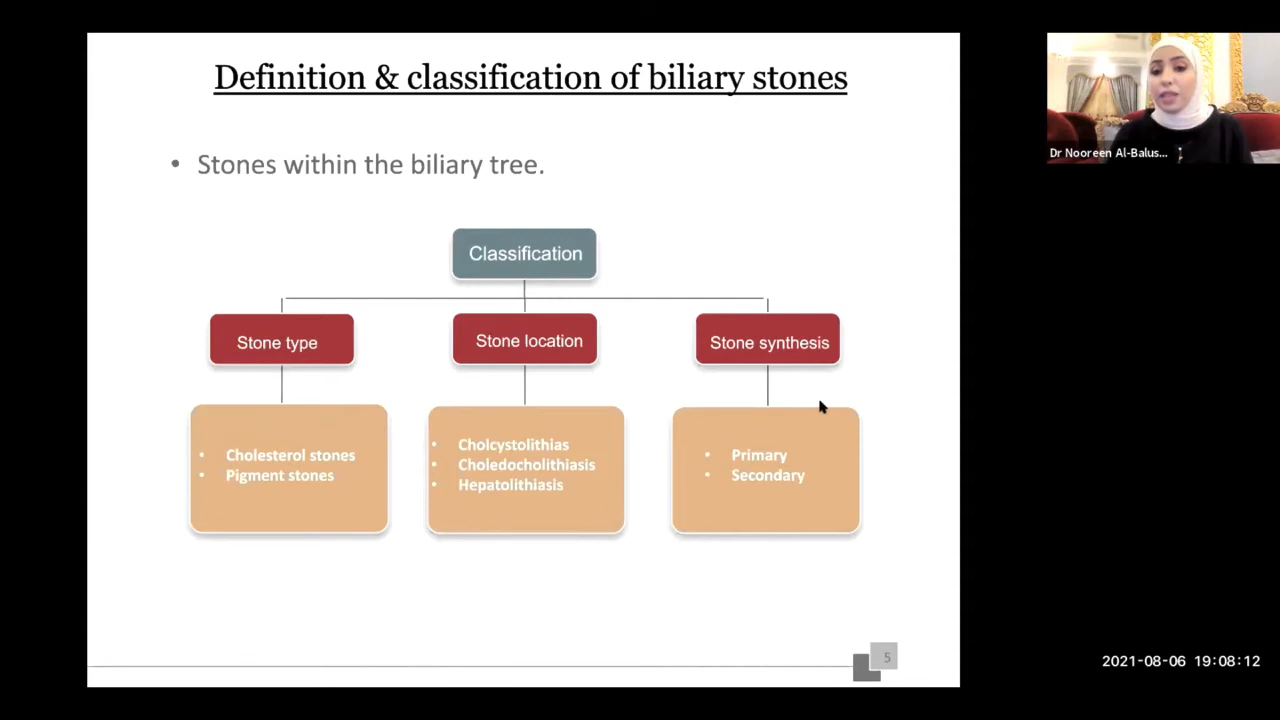 Definition & classification of biliary stones
• Stones within the biliary tree.
Classification
Stone type
Stone location
Stone synthesis
• Cholesterol stones
• Pigment stones
• Cholcystolithias
• Choledocholithiasis
• Hepatolithiasis
• Primary
• Secondary
5
Dr Nooreen Al-Balus...
2021-08-06 19:08:12